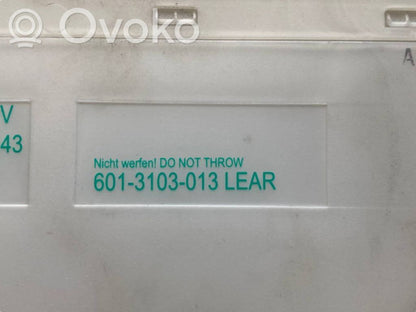 Ovoko
A
V
43
Nicht werfen! DO NOT THROW
601-3103-013 LEAR